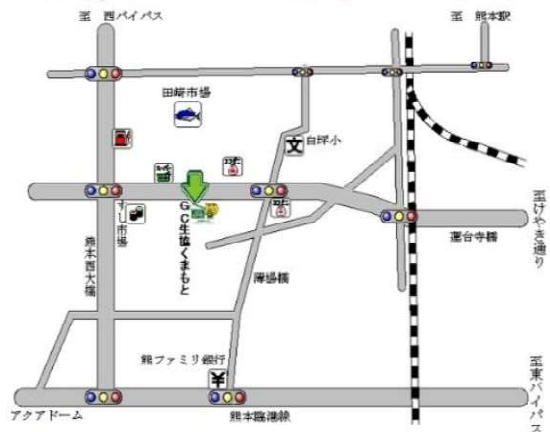 至 西バイパス
至 熊本駅
田崎市場
文
白坪小
すし市場
GC生協くまもと
至けやき通り
蓮台寺橋
熊本西大橋
薄場橋
熊ファミリ銀行
¥
アクアドーム
熊本臨港線
至東バイパス